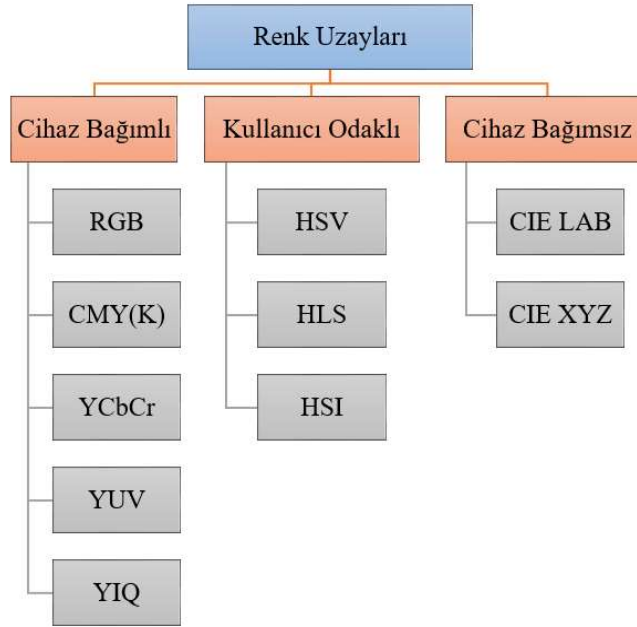 Renk Uzayları
Cihaz Bağımlı
RGB
CMY(K)
YCbCr
YUV
YIQ
Kullanıcı Odaklı
HSV
HLS
HSI
Cihaz Bağımsız
CIE LAB
CIE XYZ